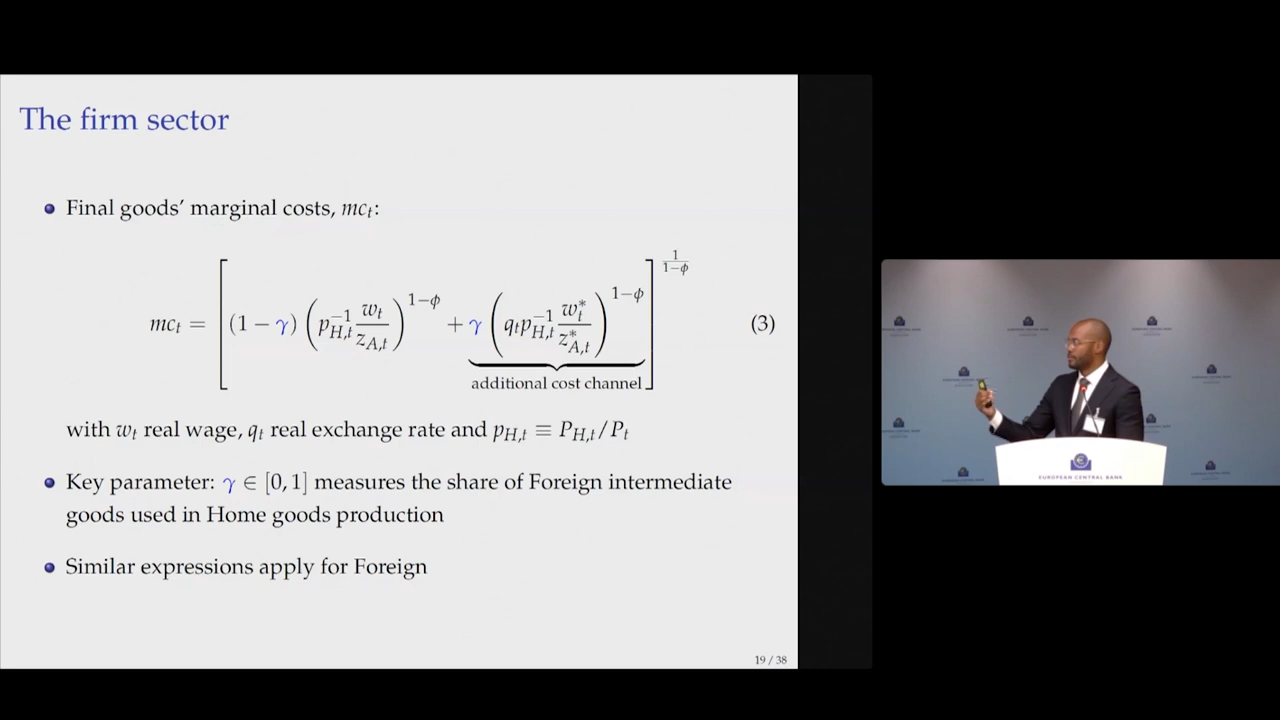 The firm sector
Final goods' marginal costs, mc_t:
mc_t = [(1 − γ) (p_{H,t}^{−1} w_t / z_{A,t})^{1−ϕ} + γ (q_t p_{H,t}^{−1} w_t^* / z_{A,t}^*)^{1−ϕ}]^{1/(1−ϕ)} (3)
additional cost channel
with w_t real wage, q_t real exchange rate and p_{H,t} ≡ P_{H,t}/P_t
Key parameter: γ ∈ [0, 1] measures the share of Foreign intermediate
goods used in Home goods production
Similar expressions apply for Foreign
19 / 38
EUROPEAN CENTRAL BANK